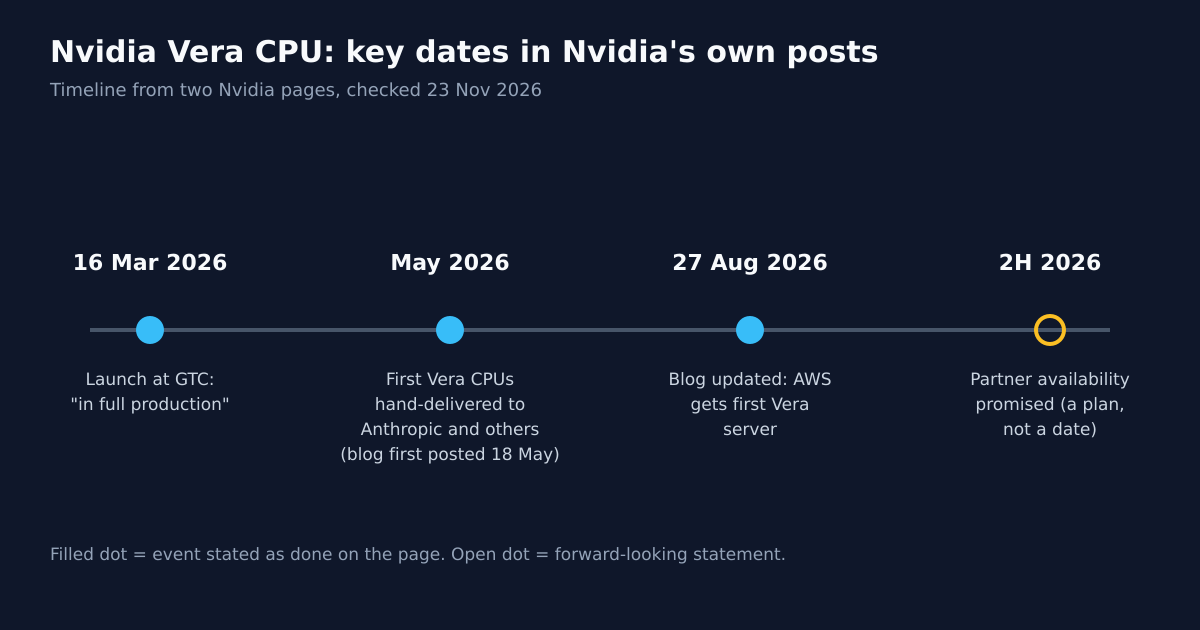 Nvidia Vera CPU: key dates in Nvidia's own posts
Timeline from two Nvidia pages, checked 23 Nov 2026
16 Mar 2026
Launch at GTC:
"in full production"
May 2026
First Vera CPUs
hand-delivered to
Anthropic and others
(blog first posted 18 May)
27 Aug 2026
Blog updated: AWS
gets first Vera
server
2H 2026
Partner availability
promised (a plan,
not a date)
Filled dot = event stated as done on the page. Open dot = forward-looking statement.